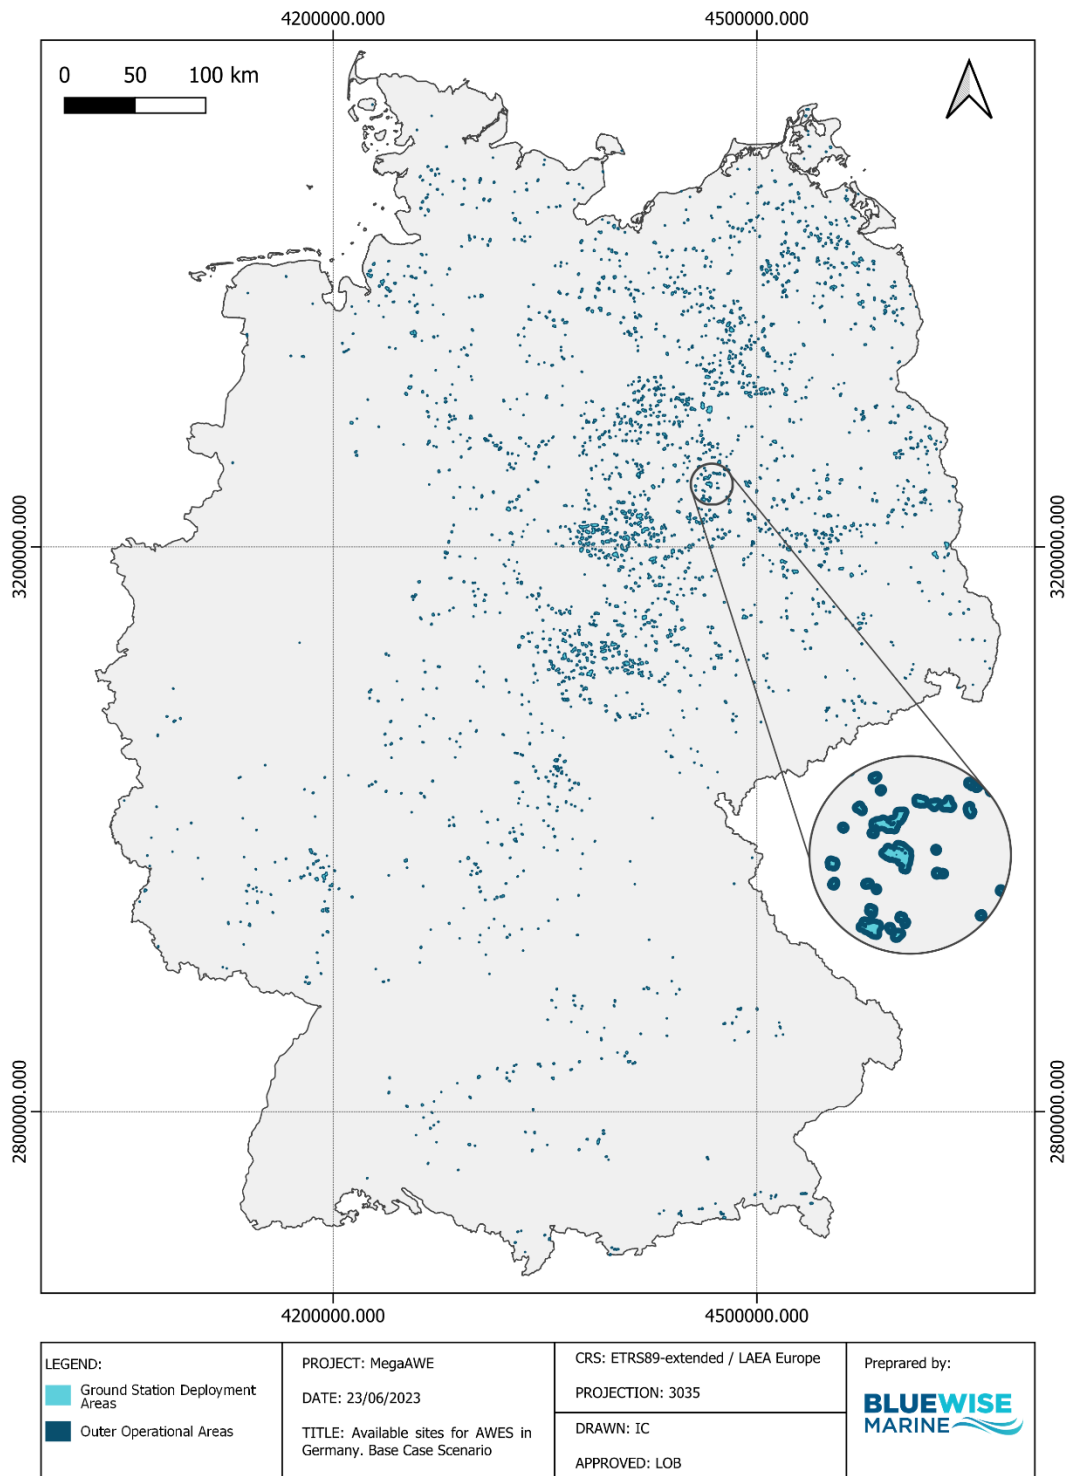 4200000.000
4500000.000
0
50
100 km
3200000.000
3200000.000
2800000.000
2800000.000
4200000.000
4500000.000
LEGEND:
Ground Station Deployment
Areas
Outer Operational Areas
PROJECT: MegaAWE
DATE: 23/06/2023
TITLE: Available sites for AWES in
Germany. Base Case Scenario
CRS: ETRS89-extended / LAEA Europe
PROJECTION: 3035
DRAWN: IC
APPROVED: LOB
Preprared by:
BLUEWISE
MARINE